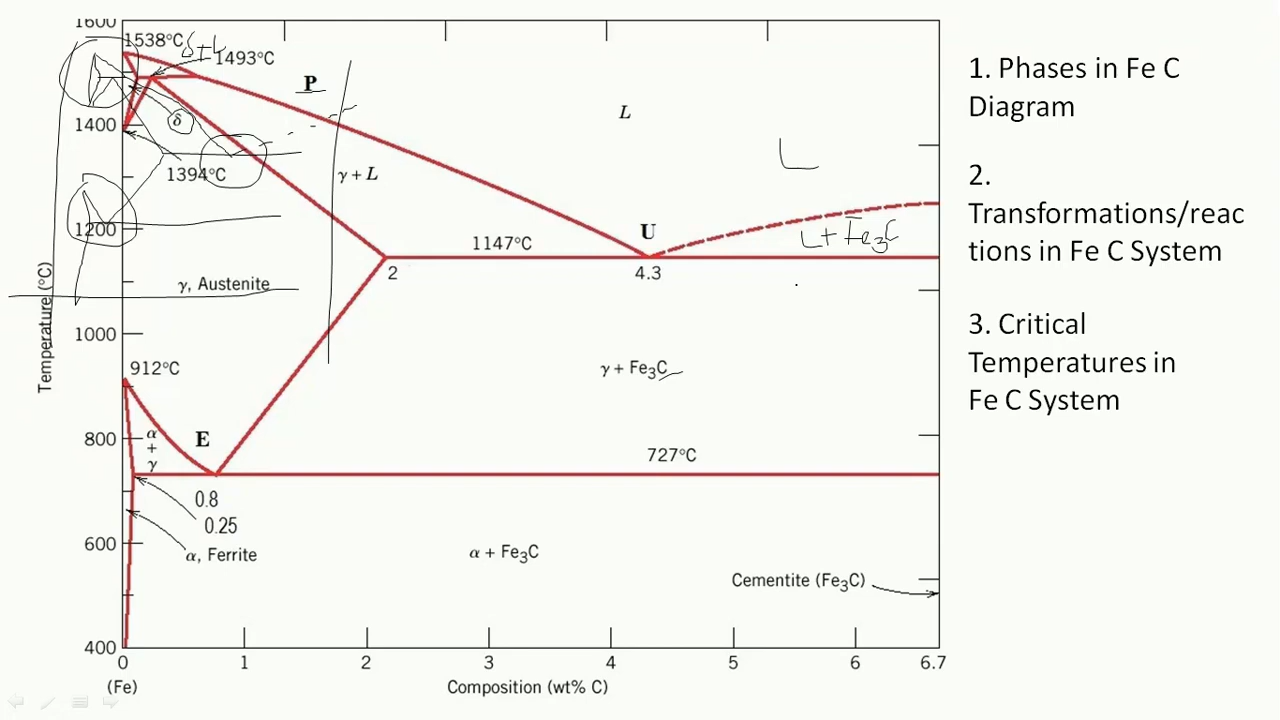 1600
1538°C
δ+L
1493°C
P
L
1400
δ
L
1394°C
γ + L
1200
1147°C
U
L+ Fe₃C
2
4.3
γ, Austenite
Temperature (°C)
1000
912°C
γ + Fe₃C
800
α
+
γ
E
727°C
0.8
0.25
600
α, Ferrite
α + Fe₃C
Cementite (Fe₃C)
400
0
1
2
3
4
5
6
6.7
(Fe)
Composition (wt% C)
1. Phases in Fe C
Diagram
2.
Transformations/reac
tions in Fe C System
3. Critical
Temperatures in
Fe C System